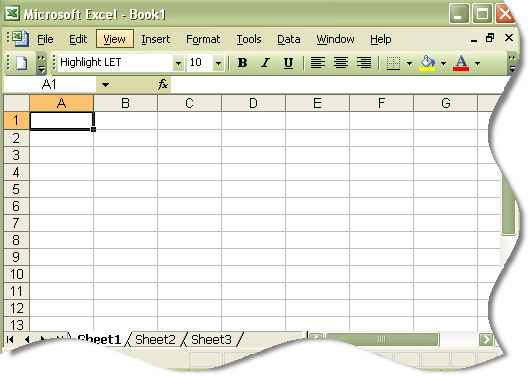 Microsoft Excel - Book1
File Edit View Insert Format Tools Data Window Help
Highlight LET 10 B I U A
A1 fx
A B C D E F G
1
2
3
4
5
6
7
8
9
10
11
12
13
Sheet1 Sheet2 Sheet3